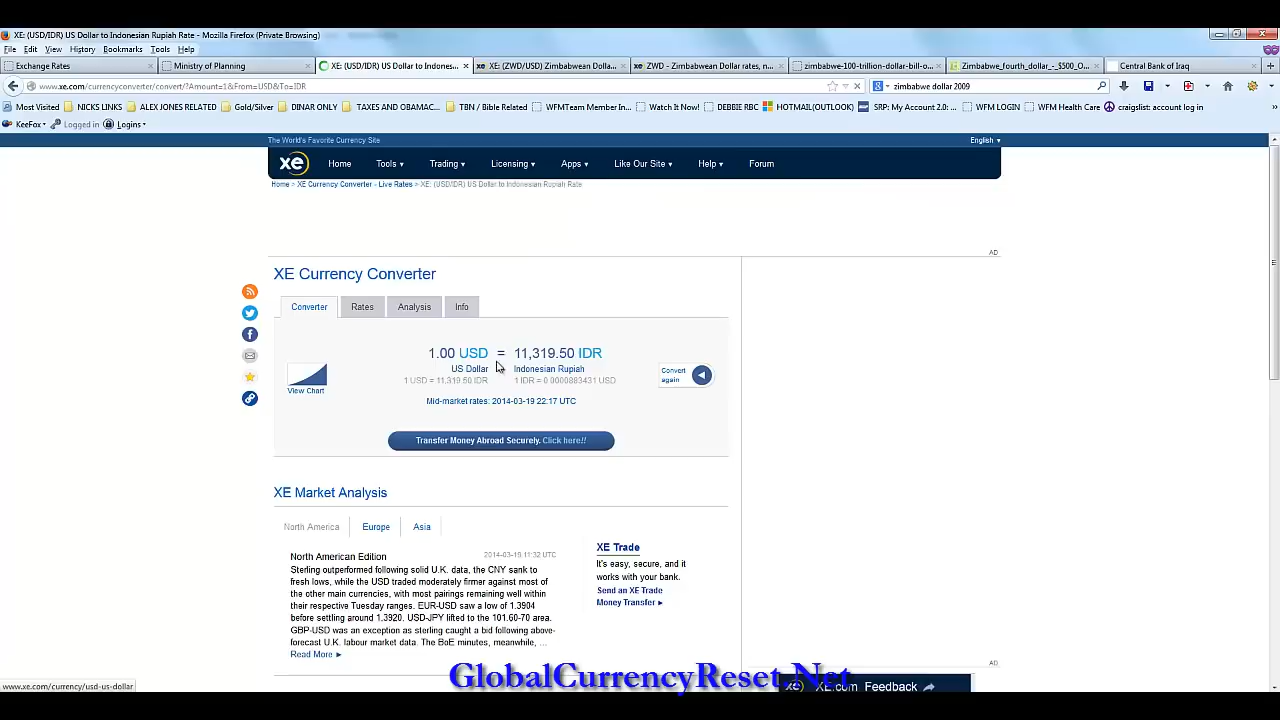 XE: (USD/IDR) US Dollar to Indonesian Rupiah Rate - Mozilla Firefox (Private Browsing)
File Edit View History Bookmarks Tools Help
Exchange Rates
Ministry of Planning
XE: (USD/IDR) US Dollar to Indones...
XE: (ZWD/USD) Zimbabwean Dolla...
ZWD - Zimbabwean Dollar rates, n...
zimbabwe-100-trillion-dollar-bill-o...
Zimbabwe_fourth_dollar_-_$500_O...
Central Bank of Iraq
www.xe.com/currencyconverter/convert/?Amount=1&From=USD&To=IDR
zimbabwe dollar 2009
Most Visited NICKS LINKS ALEX JONES RELATED Gold/Silver DINAR ONLY TAXES AND OBAMAC... TBN / Bible Related WFMTeam Member In... Watch It Now! DEBBIE RBC HOTMAIL(OUTLOOK) SRP: My Account 2.0: ... WFM LOGIN WFM Health Care craigslist: account log in
KeeFox Logged in Logins
The World's Favorite Currency Site
English
xe Home Tools Trading Licensing Apps Like Our Site Help Forum
Home > XE Currency Converter - Live Rates > XE: (USD/IDR) US Dollar to Indonesian Rupiah Rate
AD
XE Currency Converter
Converter Rates Analysis Info
1.00 USD = 11,319.50 IDR
US Dollar Indonesian Rupiah
1 USD = 11,319.50 IDR 1 IDR = 0.0000883431 USD
View Chart
Convert again
Mid-market rates: 2014-03-19 22:17 UTC
Transfer Money Abroad Securely. Click here!!
XE Market Analysis
North America Europe Asia
North American Edition 2014-03-19 11:32 UTC
Sterling outperformed following solid U.K. data, the CNY sank to
fresh lows, while the USD traded moderately firmer against most of
the other main currencies, with most pairings remaining well within
their respective Tuesday ranges. EUR-USD saw a low of 1.3904
before settling around 1.3920. USD-JPY lifted to the 101.60-70 area.
GBP-USD was an exception as sterling caught a bid following above-
forecast U.K. labour market data. The BoE minutes, meanwhile, ...
Read More
XE Trade
It's easy, secure, and it
works with your bank.
Send an XE Trade
Money Transfer
AD
GlobalCurrencyReset.Net
xe XE.com Feedback
www.xe.com/currency/usd-us-dollar